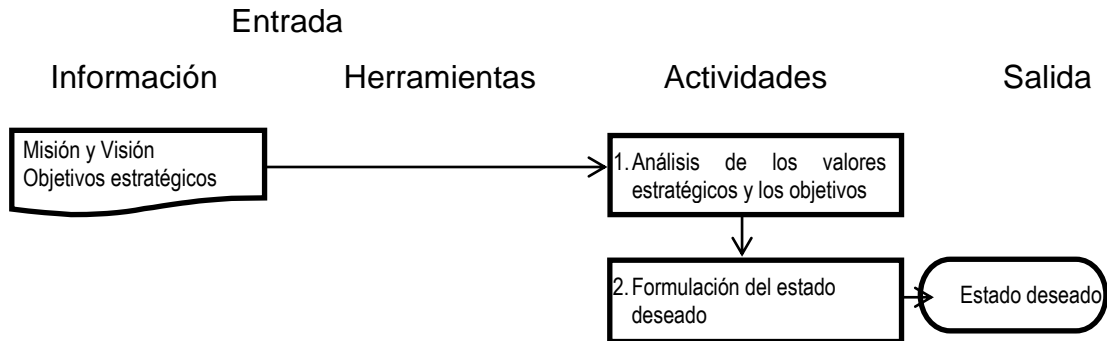 Entrada
Información Herramientas Actividades Salida
Misión y Visión
Objetivos estratégicos
1. Análisis de los valores
estratégicos y los objetivos
2. Formulación del estado
deseado
Estado deseado